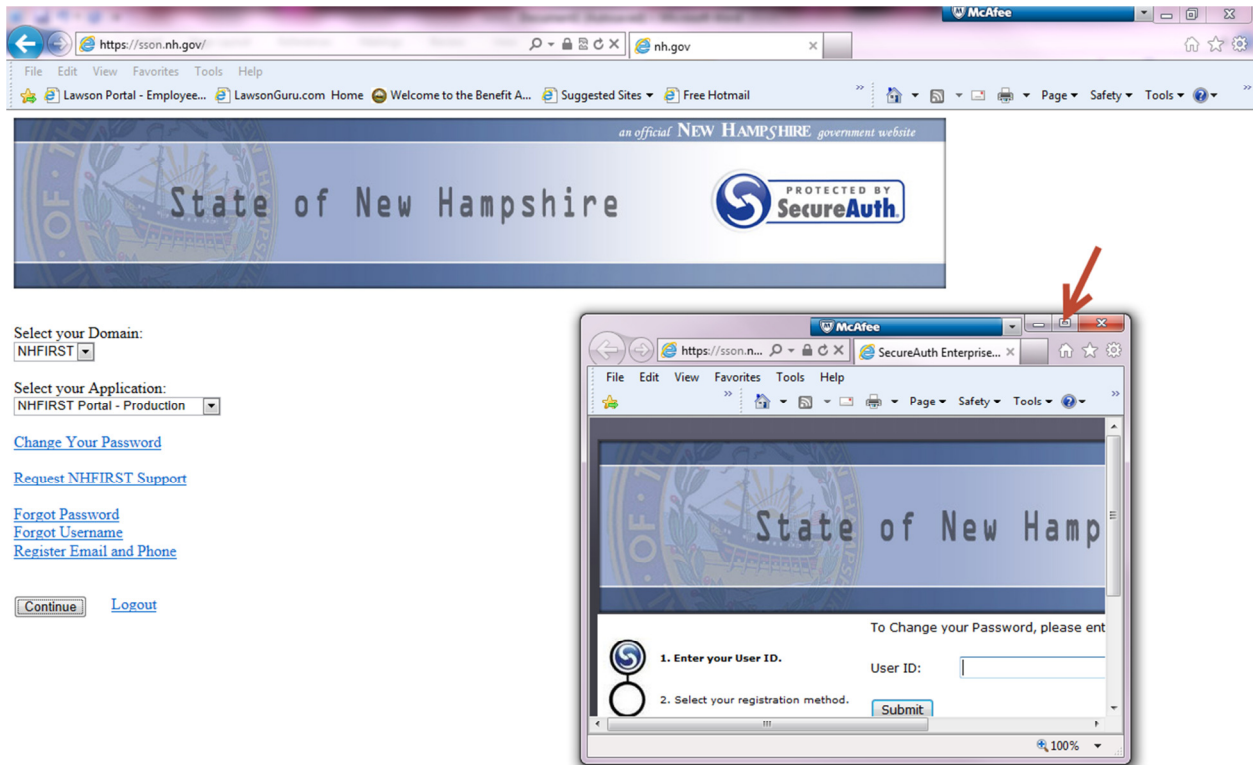 McAfee
https://sson.nh.gov/
nh.gov
File Edit View Favorites Tools Help
Lawson Portal - Employee... LawsonGuru.com Home Welcome to the Benefit A... Suggested Sites Free Hotmail Page Safety Tools
an official NEW HAMPSHIRE government website
State of New Hampshire
PROTECTED BY
SecureAuth
Select your Domain:
NHFIRST
Select your Application:
NHFIRST Portal - Production
Change Your Password
Request NHFIRST Support
Forgot Password
Forgot Username
Register Email and Phone
Continue Logout
McAfee
https://sson.n... SecureAuth Enterprise...
File Edit View Favorites Tools Help
Page Safety Tools
State of New Hamp
To Change your Password, please ent
1. Enter your User ID.
User ID:
2. Select your registration method.
Submit
100%